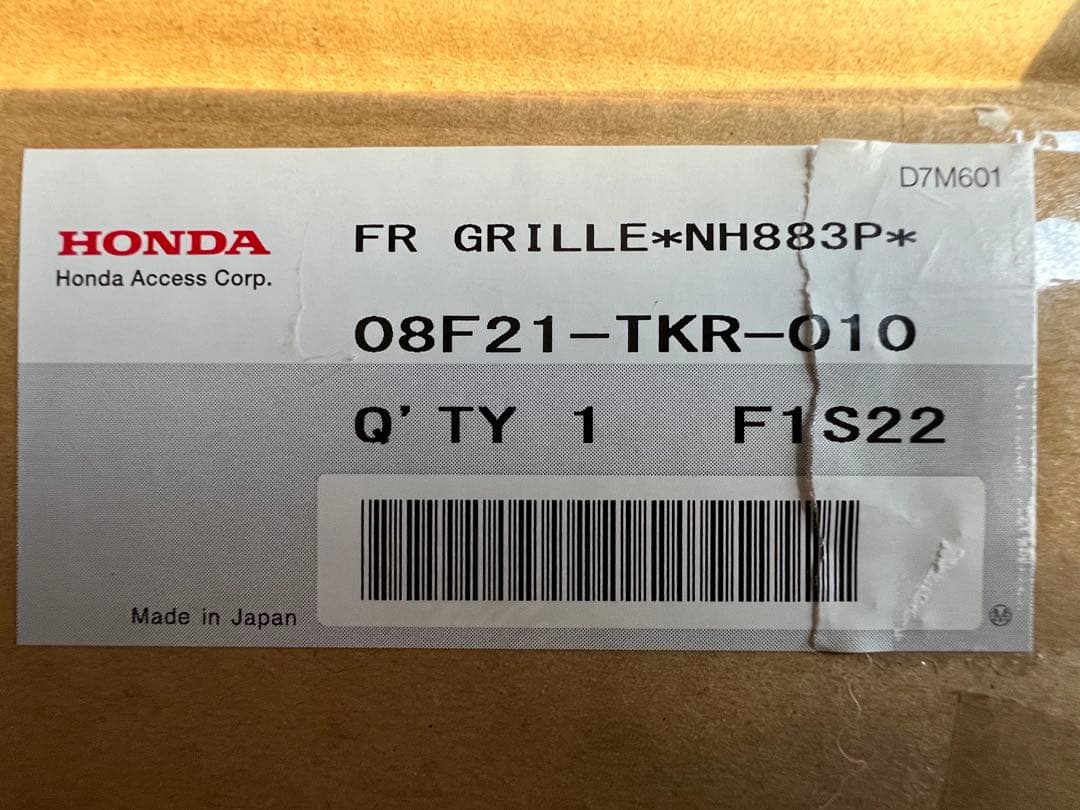 D7M601
HONDA
Honda Access Corp.
FR GRILLE*NH883P*
08F21-TKR-010
Q'TY 1 F1S22
Made in Japan